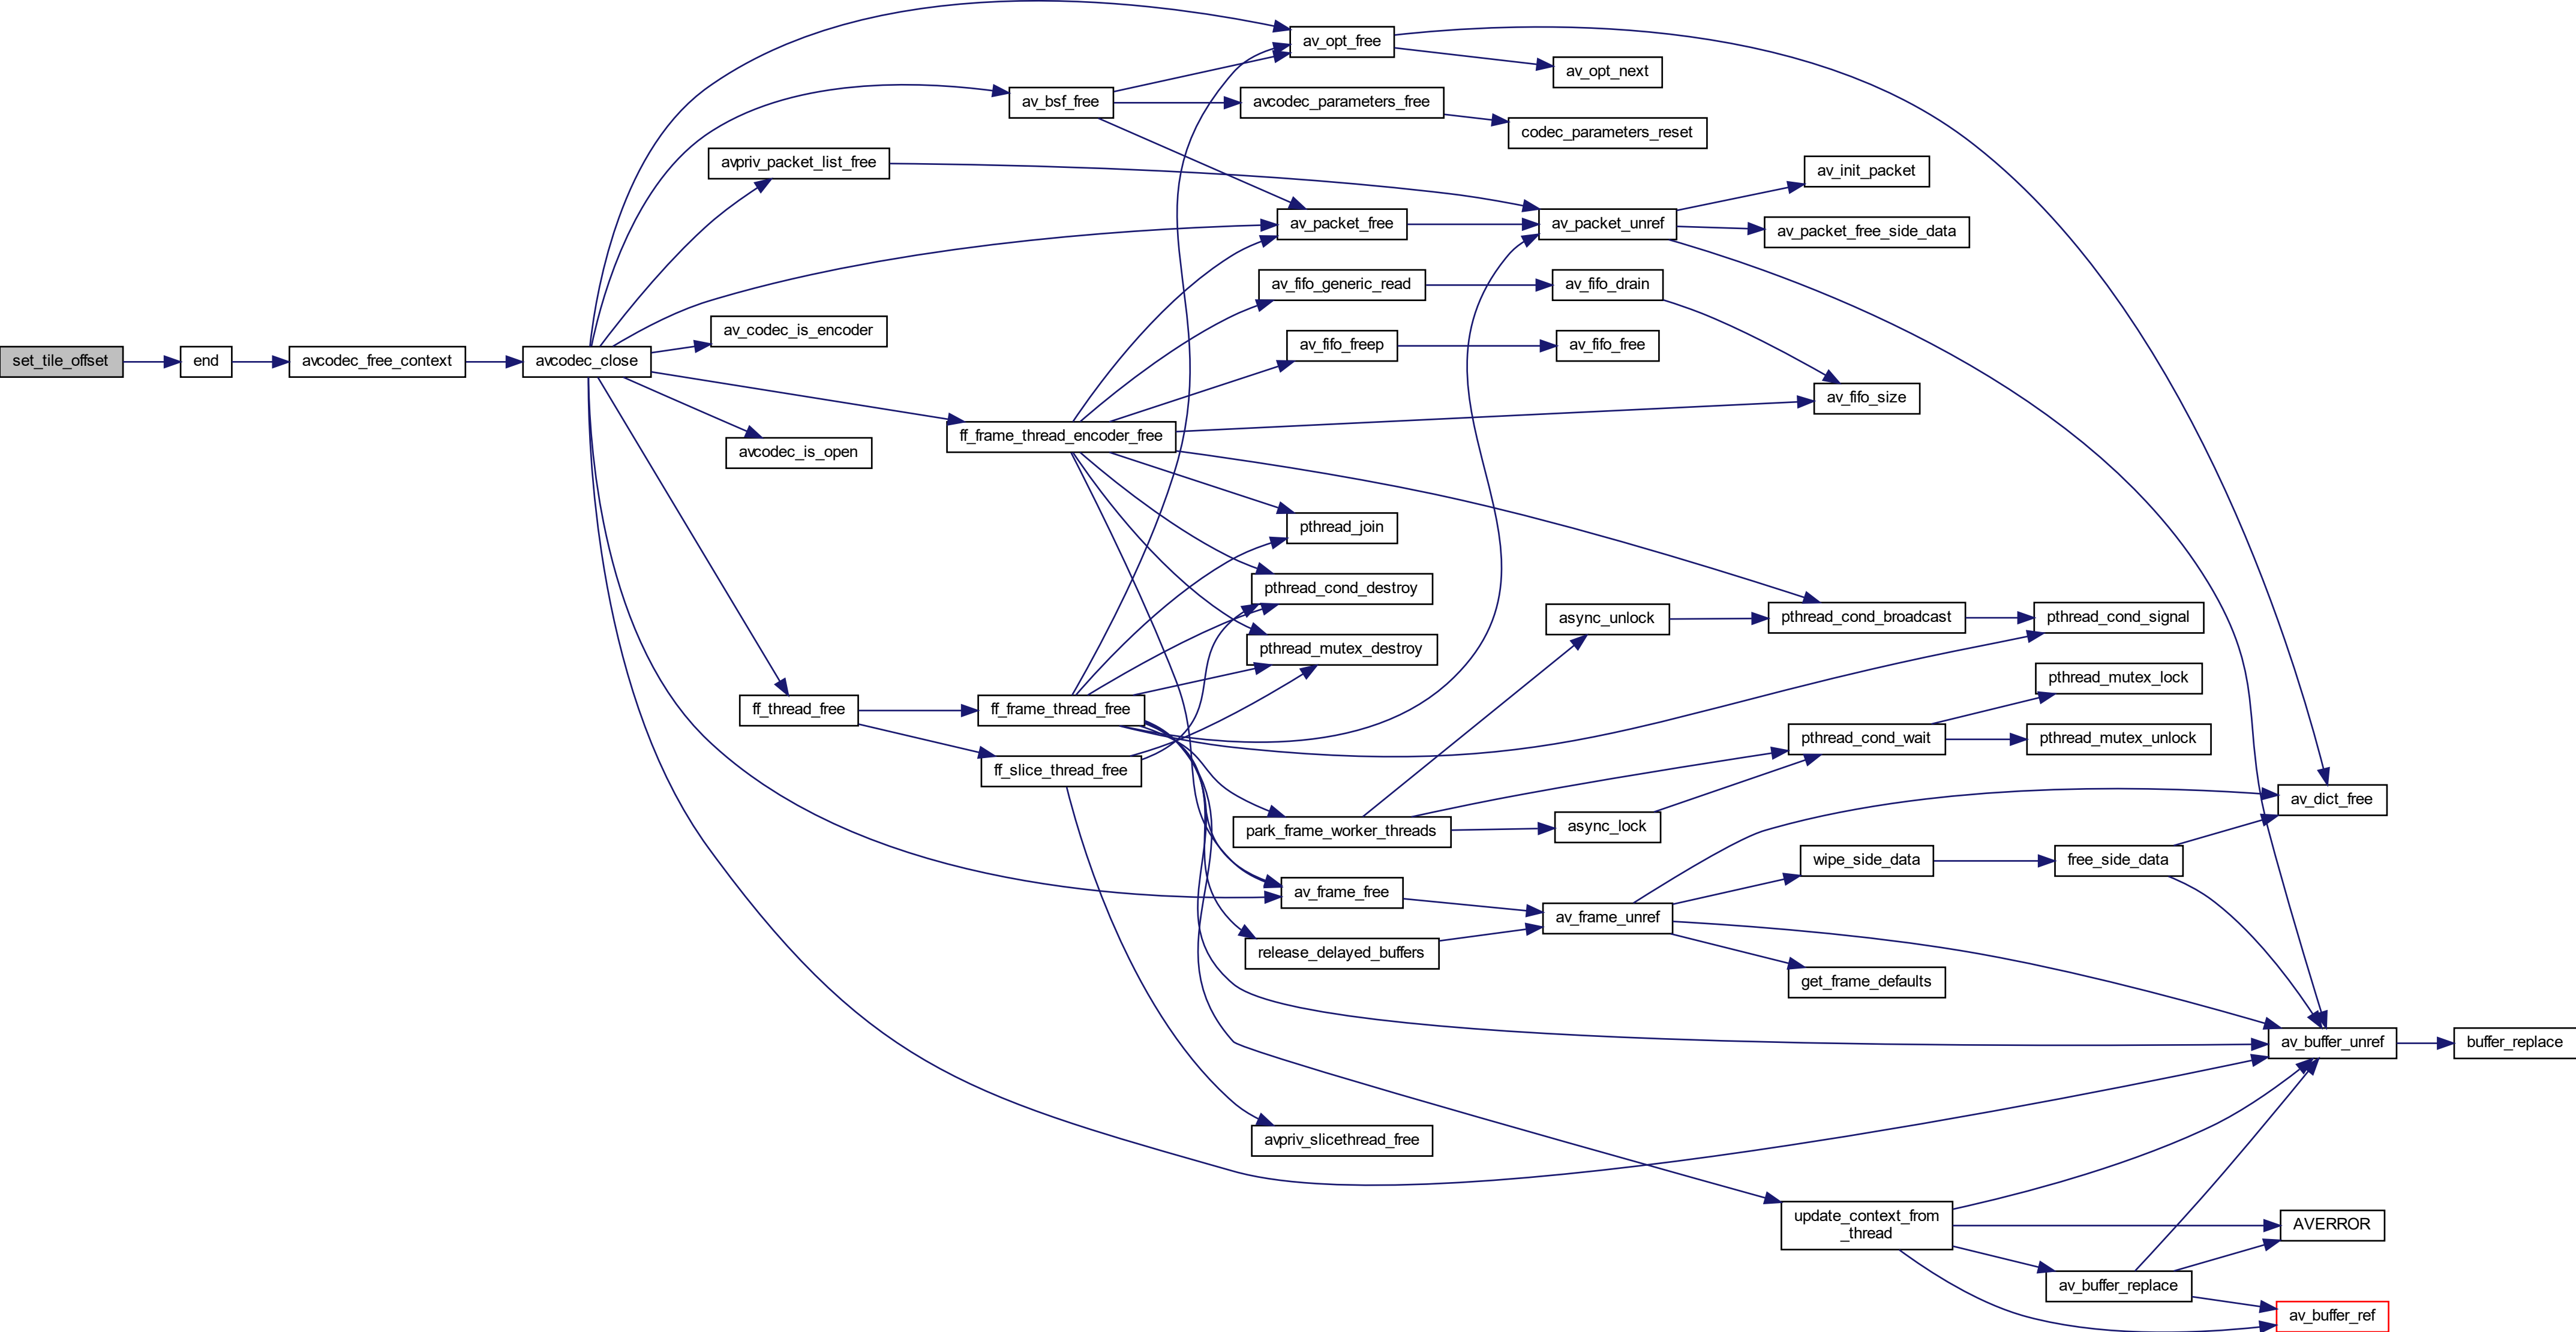 av_opt_free
av_opt_next
av_bsf_free
avcodec_parameters_free
codec_parameters_reset
avpriv_packet_list_free
av_init_packet
av_packet_free
av_packet_unref
av_packet_free_side_data
av_fifo_generic_read
av_fifo_drain
av_codec_is_encoder
av_fifo_freep
av_fifo_free
set_tile_offset
end
avcodec_free_context
avcodec_close
av_fifo_size
ff_frame_thread_encoder_free
avcodec_is_open
pthread_join
pthread_cond_destroy
async_unlock
pthread_cond_broadcast
pthread_cond_signal
pthread_mutex_destroy
pthread_mutex_lock
ff_thread_free
ff_frame_thread_free
pthread_cond_wait
pthread_mutex_unlock
ff_slice_thread_free
av_dict_free
park_frame_worker_threads
async_lock
wipe_side_data
free_side_data
av_frame_free
av_frame_unref
release_delayed_buffers
get_frame_defaults
av_buffer_unref
buffer_replace
avpriv_slicethread_free
update_context_from
_thread
AVERROR
av_buffer_replace
av_buffer_ref